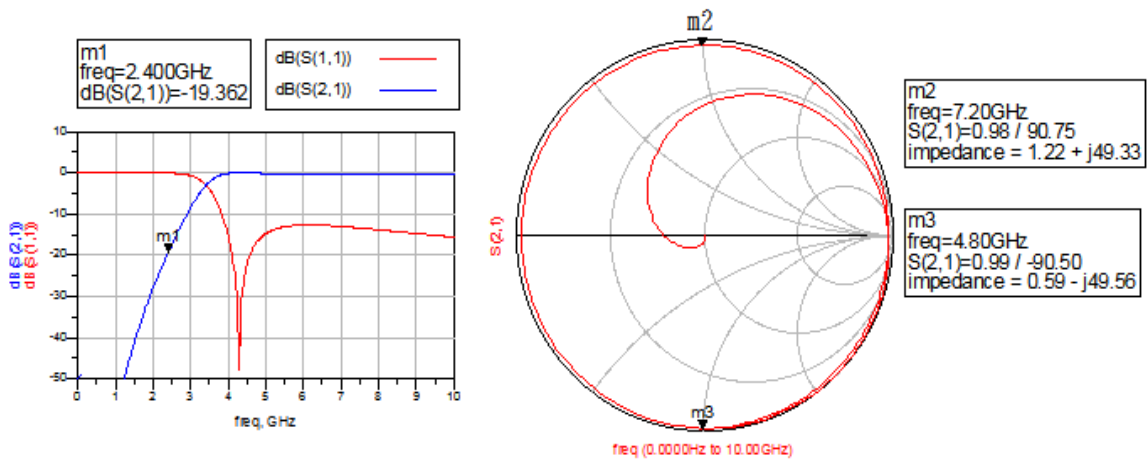 m1
freq=2.400GHz
dB(S(2,1))=-19.362
dB(S(1,1))
dB(S(2,1))
10
0
-10
-20
-30
-40
-50
m1
0 1 2 3 4 5 6 7 8 9 10
freq, GHz
dB(S(2,1))
dB(S(1,1))
m2
m3
S(2,1)
freq (0.0000Hz to 10.00GHz)
m2
freq=7.20GHz
S(2,1)=0.98 / 90.75
impedance = 1.22 + j49.33
m3
freq=4.80GHz
S(2,1)=0.99 / -90.50
impedance = 0.59 - j49.56